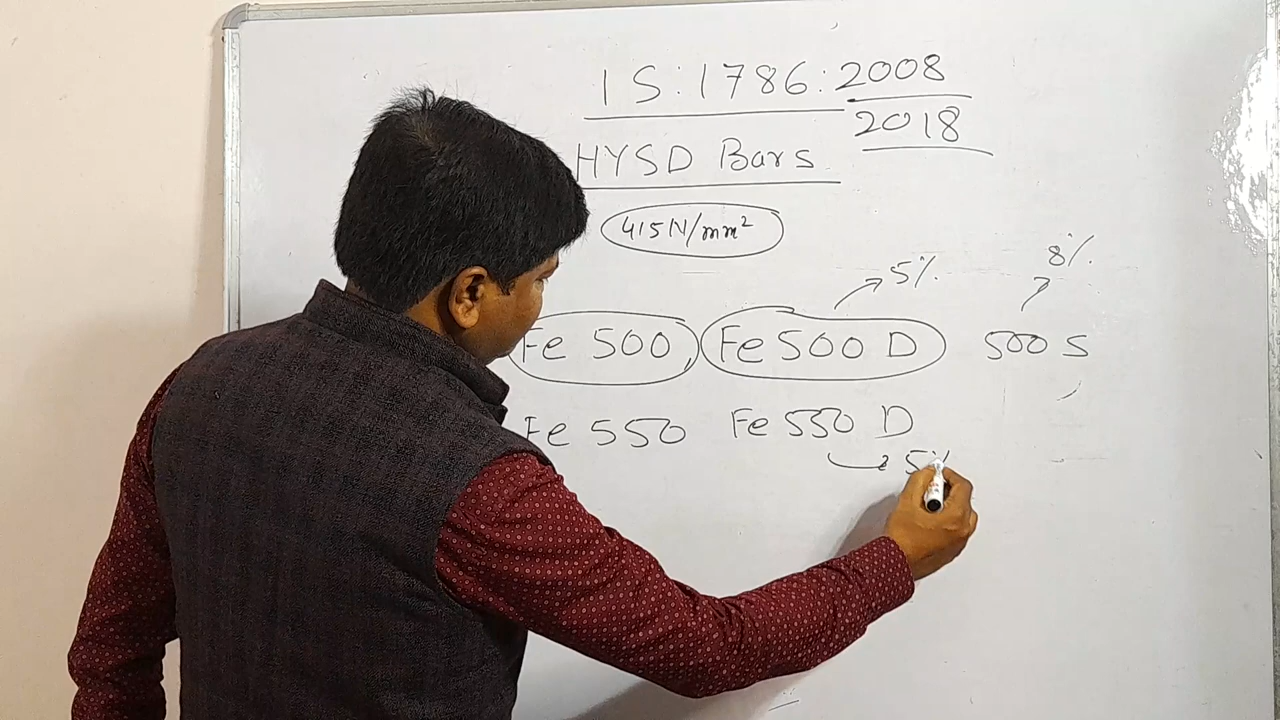 IS:1786:2008
2018
HYSD Bars
415N/mm²
5%
8%
Fe 500, Fe 500 D 500 S
Fe 550 Fe 550 D
5%